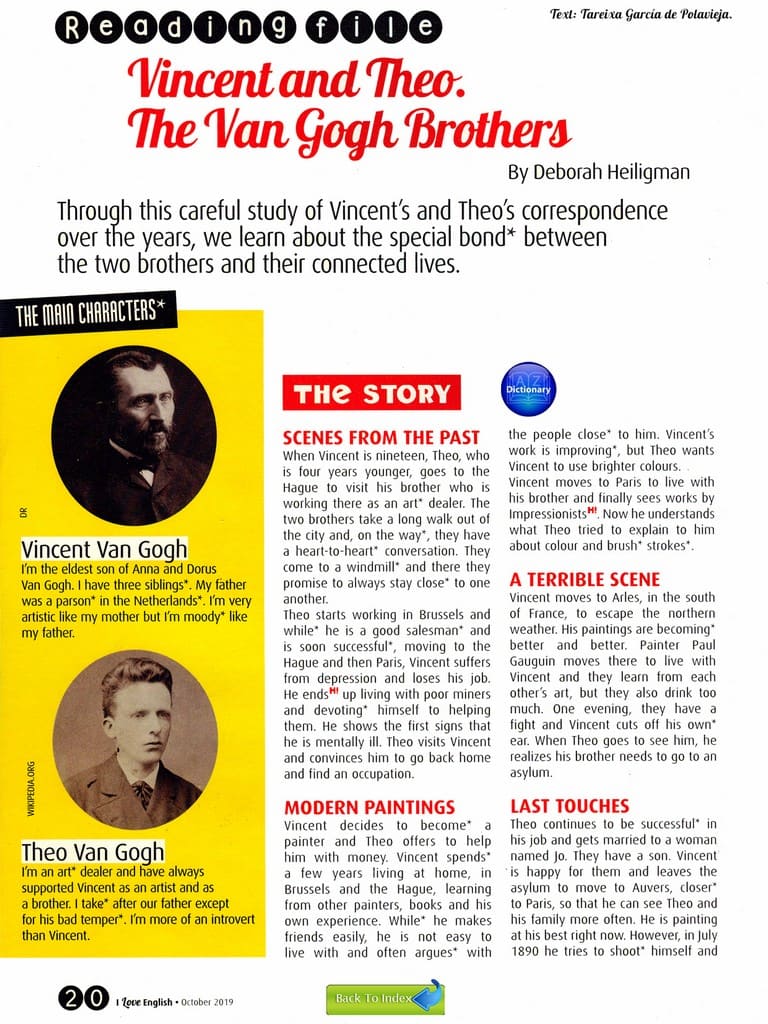 Reading file
Text: Tareixa García de Polavieja.
Vincent and Theo.
The Van Gogh Brothers
By Deborah Heiligman
Through this careful study of Vincent's and Theo's correspondence
over the years, we learn about the special bond* between
the two brothers and their connected lives.
THE MAIN CHARACTERS*
DR
Vincent Van Gogh
I'm the eldest son of Anna and Dorus
Van Gogh. I have three siblings*. My father
was a parson* in the Netherlands*. I'm very
artistic like my mother but I'm moody* like
my father.
WIKIPEDIA.ORG
Theo Van Gogh
I'm an art* dealer and have always
supported Vincent as an artist and as
a brother. I take* after our father except
for his bad temper*. I'm more of an introvert
than Vincent.
THE STORY
SCENES FROM THE PAST
When Vincent is nineteen, Theo, who
is four years younger, goes to the
Hague to visit his brother who is
working there as an art* dealer. The
two brothers take a long walk out of
the city and, on the way*, they have
a heart-to-heart* conversation. They
come to a windmill* and there they
promise to always stay close* to one
another.
Theo starts working in Brussels and
while* he is a good salesman* and
is soon successful*, moving to the
Hague and then Paris, Vincent suffers
from depression and loses his job.
He ends H! up living with poor miners
and devoting* himself to helping
them. He shows the first signs that
he is mentally ill. Theo visits Vincent
and convinces him to go back home
and find an occupation.
MODERN PAINTINGS
Vincent decides to become* a
painter and Theo offers to help
him with money. Vincent spends*
a few years living at home, in
Brussels and the Hague, learning
from other painters, books and his
own experience. While* he makes
friends easily, he is not easy to
live with and often argues* with
A Z
Dictionary
the people close* to him. Vincent's
work is improving*, but Theo wants
Vincent to use brighter colours.
Vincent moves to Paris to live with
his brother and finally sees works by
Impressionists H!. Now he understands
what Theo tried to explain to him
about colour and brush* strokes*.
A TERRIBLE SCENE
Vincent moves to Arles, in the south
of France, to escape the northern
weather. His paintings are becoming*
better and better. Painter Paul
Gauguin moves there to live with
Vincent and they learn from each
other's art, but they also drink too
much. One evening, they have a
fight and Vincent cuts off his own*
ear. When Theo goes to see him, he
realizes his brother needs to go to an
asylum.
LAST TOUCHES
Theo continues to be successful* in
his job and gets married to a woman
named Jo. They have a son. Vincent
is happy for them and leaves the
asylum to move to Auvers, closer*
to Paris, so that he can see Theo and
his family more often. He is painting
at his best right now. However, in July
1890 he tries to shoot* himself and
20 I Love English • October 2019
Back To Index